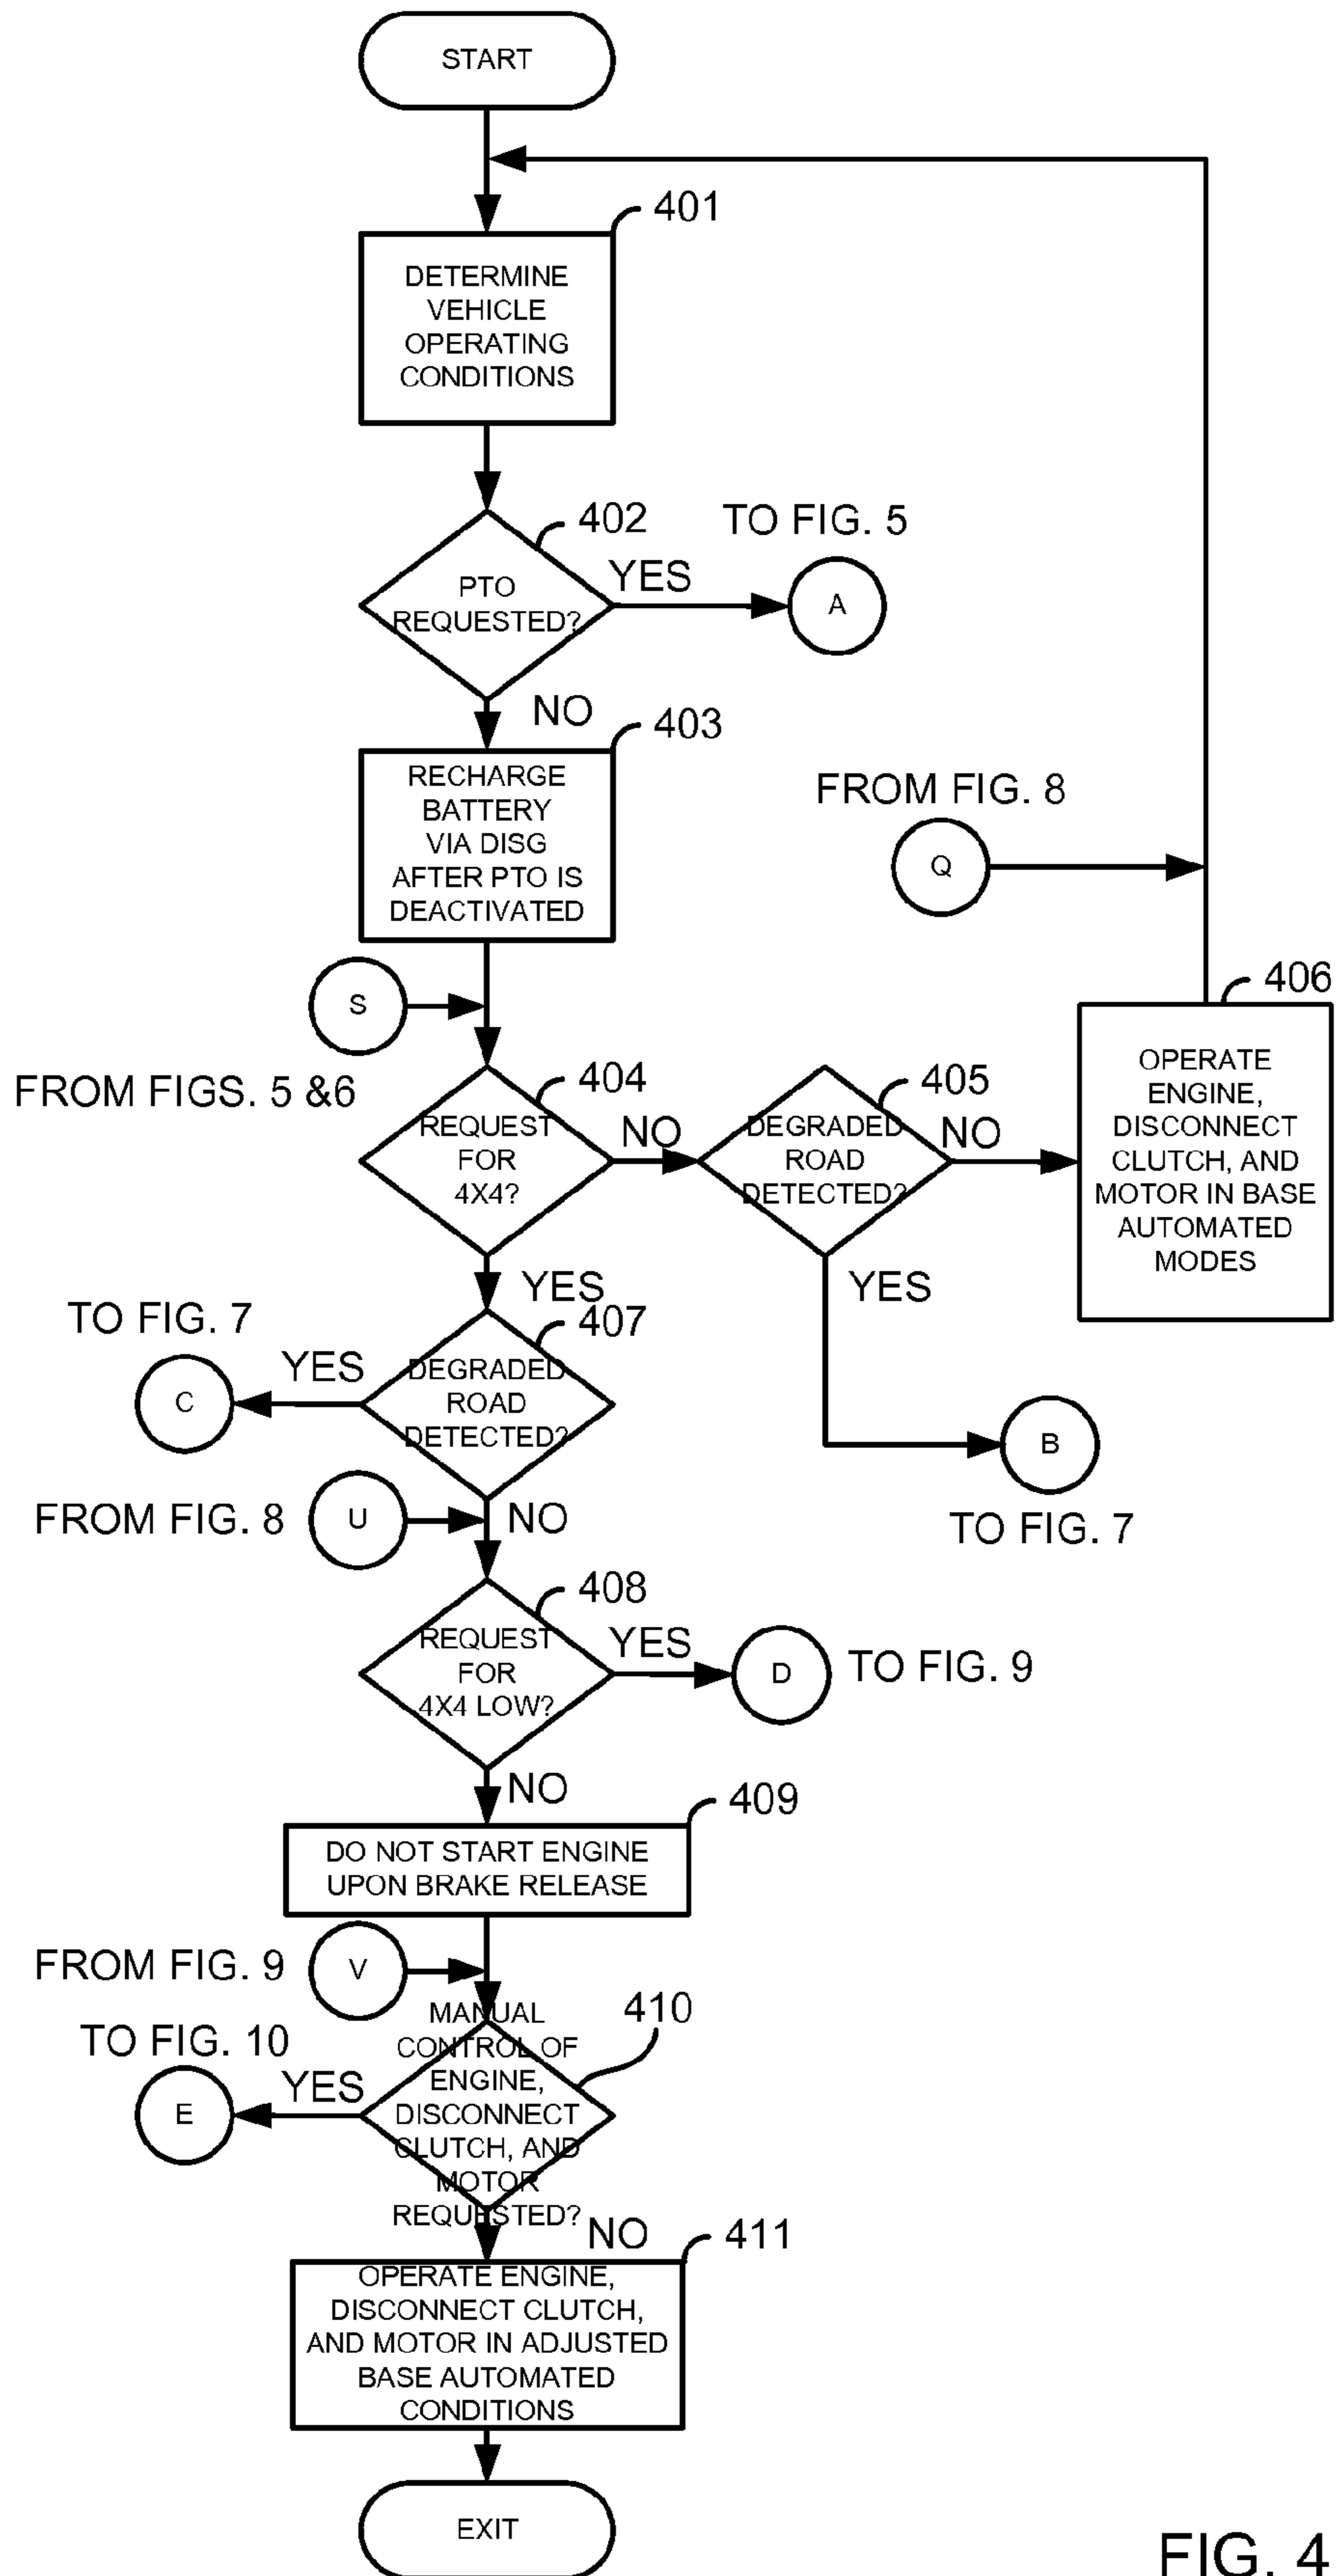 START
401
DETERMINE
VEHICLE
OPERATING
CONDITIONS
402
TO FIG. 5
PTO
REQUESTED?
YES
A
NO
403
RECHARGE
BATTERY
VIA DISG
AFTER PTO IS
DEACTIVATED
FROM FIG. 8
Q
S
FROM FIGS. 5 &6
404
REQUEST
FOR
4X4?
NO
405
DEGRADED
ROAD
DETECTED?
NO
406
OPERATE
ENGINE,
DISCONNECT
CLUTCH, AND
MOTOR IN BASE
AUTOMATED
MODES
YES
YES
TO FIG. 7
407
YES
C
DEGRADED
ROAD
DETECTED?
B
TO FIG. 7
FROM FIG. 8
U
NO
408
REQUEST
FOR
4X4 LOW?
YES
D
TO FIG. 9
NO
409
DO NOT START ENGINE
UPON BRAKE RELEASE
FROM FIG. 9
V
410
TO FIG. 10
YES
E
MANUAL
CONTROL OF
ENGINE,
DISCONNECT
CLUTCH, AND
MOTOR
REQUESTED?
NO
411
OPERATE ENGINE,
DISCONNECT CLUTCH,
AND MOTOR IN ADJUSTED
BASE AUTOMATED
CONDITIONS
EXIT
FIG. 4